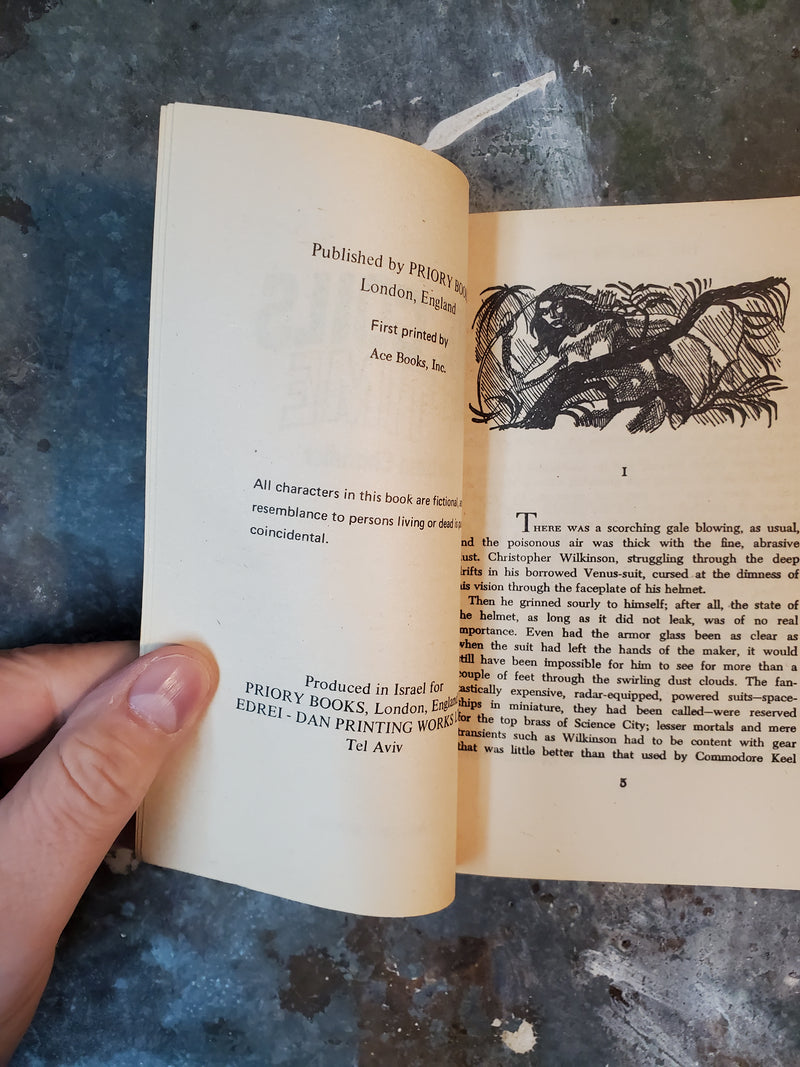 Published by PRIORY BOO
London, England
First printed by
Ace Books, Inc.
All characters in this book are fictional, a
resemblance to persons living or dead is p
coincidental.
Produced in Israel for
PRIORY BOOKS, London, England
EDREI - DAN PRINTING WORKS
Tel Aviv
I
THERE WAS a scorching gale blowing, as usual,
nd the poisonous air was thick with the fine, abrasive
ust. Christopher Wilkinson, struggling through the deep
rifts in his borrowed Venus-suit, cursed at the dimness of
is vision through the faceplate of his helmet.
Then he grinned sourly to himself; after all, the state of
he helmet, as long as it did not leak, was of no real
mportance. Even had the armor glass been as clear as
when the suit had left the hands of the maker, it would
till have been impossible for him to see for more than a
ouple of feet through the swirling dust clouds. The fan-
tastically expensive, radar-equipped, powered suits—space-
hips in miniature, they had been called—were reserved
for the top brass of Science City; lesser mortals and mere
transients such as Wilkinson had to be content with gear
that was little better than that used by Commodore Keel
5